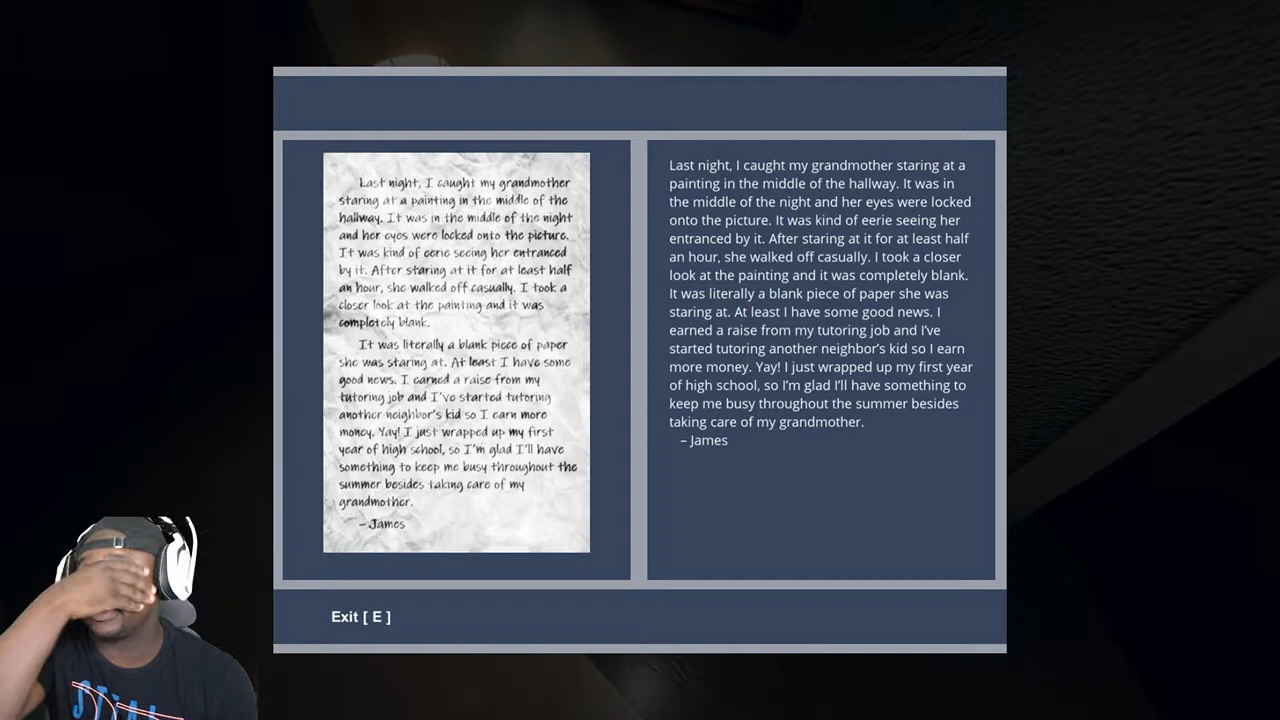 Last night, I caught my grandmother
staring at a painting in the middle of the
hallway. It was in the middle of the night
and her eyes were locked onto the picture.
It was kind of eerie seeing her entranced
by it. After staring at it for at least half
an hour, she walked off casually. I took a
closer look at the painting and it was
completely blank.
It was literally a blank piece of paper
she was staring at. At least I have some
good news. I earned a raise from my
tutoring job and I've started tutoring
another neighbor's kid so I earn more
money. Yay! I just wrapped up my first
year of high school, so I'm glad I'll have
something to keep me busy throughout the
summer besides taking care of my
grandmother.
– James
Last night, I caught my grandmother staring at a
painting in the middle of the hallway. It was in
the middle of the night and her eyes were locked
onto the picture. It was kind of eerie seeing her
entranced by it. After staring at it for at least half
an hour, she walked off casually. I took a closer
look at the painting and it was completely blank.
It was literally a blank piece of paper she was
staring at. At least I have some good news. I
earned a raise from my tutoring job and I've
started tutoring another neighbor's kid so I earn
more money. Yay! I just wrapped up my first year
of high school, so I'm glad I'll have something to
keep me busy throughout the summer besides
taking care of my grandmother.
– James
Exit [ E ]